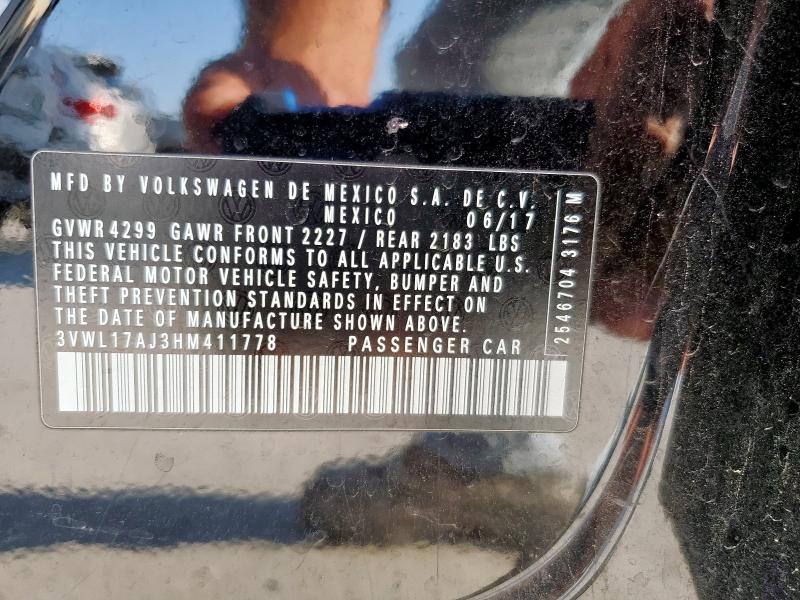 MFD BY VOLKSWAGEN DE MEXICO S.A. DE C.V.
MEXICO 06/17
GVWR 4299 GAWR FRONT 2227 / REAR 2183 LBS
THIS VEHICLE CONFORMS TO ALL APPLICABLE U.S.
FEDERAL MOTOR VEHICLE SAFETY, BUMPER AND
THEFT PREVENTION STANDARDS IN EFFECT ON
THE DATE OF MANUFACTURE SHOWN ABOVE.
3VWL17AJ3HM411778 PASSENGER CAR
2546704 3176 M